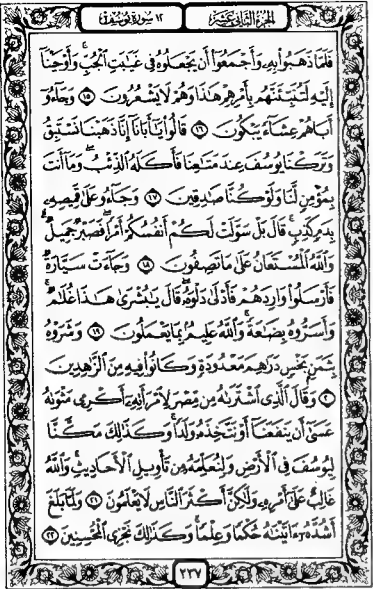 الجزء الثاني عشر ١٢ سورة يوسف
فَلَمَّا ذَهَبُوا۟ بِهِۦ وَأَجْمَعُوٓا۟ أَن يَجْعَلُوهُ فِى غَيَـٰبَتِ ٱلْجُبِّ ۚ وَأَوْحَيْنَآ
إِلَيْهِ لَتُنَبِّئَنَّهُم بِأَمْرِهِمْ هَـٰذَا وَهُمْ لَا يَشْعُرُونَ ١٥ وَجَآءُوٓ
أَبَاهُمْ عِشَآءً يَبْكُونَ ١٦ قَالُوا۟ يَـٰٓأَبَانَآ إِنَّا ذَهَبْنَا نَسْتَبِقُ
وَتَرَكْنَا يُوسُفَ عِندَ مَتَـٰعِنَا فَأَكَلَهُ ٱلذِّئْبُ ۖ وَمَآ أَنتَ
بِمُؤْمِنٍ لَّنَا وَلَوْ كُنَّا صَـٰدِقِينَ ١٧ وَجَآءُو عَلَىٰ قَمِيصِهِۦ
بِدَمٍ كَذِبٍ ۚ قَالَ بَلْ سَوَّلَتْ لَكُمْ أَنفُسُكُمْ أَمْرًا ۖ فَصَبْرٌ جَمِيلٌ ۖ
وَٱللَّهُ ٱلْمُسْتَعَانُ عَلَىٰ مَا تَصِفُونَ ١٨ وَجَآءَتْ سَيَّارَةٌ
فَأَرْسَلُوا۟ وَارِدَهُمْ فَأَدْلَىٰ دَلْوَهُۥ ۖ قَالَ يَـٰبُشْرَىٰ هَـٰذَا غُلَـٰمٌ ۚ
وَأَسَرُّوهُ بِضَـٰعَةً ۚ وَٱللَّهُ عَلِيمٌۢ بِمَا يَعْمَلُونَ ١٩ وَشَرَوْهُ
بِثَمَنٍۭ بَخْسٍ دَرَٰهِمَ مَعْدُودَةٍ وَكَانُوا۟ فِيهِ مِنَ ٱلزَّٰهِدِينَ
٢٠ وَقَالَ ٱلَّذِى ٱشْتَرَىٰهُ مِن مِّصْرَ لِٱمْرَأَتِهِۦٓ أَكْرِمِى مَثْوَىٰهُ
عَسَىٰٓ أَن يَنفَعَنَآ أَوْ نَتَّخِذَهُۥ وَلَدًا ۚ وَكَذَٰلِكَ مَكَّنَّا
لِيُوسُفَ فِى ٱلْأَرْضِ وَلِنُعَلِّمَهُۥ مِن تَأْوِيلِ ٱلْأَحَادِيثِ ۚ وَٱللَّهُ
غَالِبٌ عَلَىٰٓ أَمْرِهِۦ وَلَـٰكِنَّ أَكْثَرَ ٱلنَّاسِ لَا يَعْلَمُونَ ٢١ وَلَمَّا بَلَغَ
أَشُدَّهُۥٓ ءَاتَيْنَـٰهُ حُكْمًا وَعِلْمًا ۚ وَكَذَٰلِكَ نَجْزِى ٱلْمُحْسِنِينَ ٢٢
٢٣٧